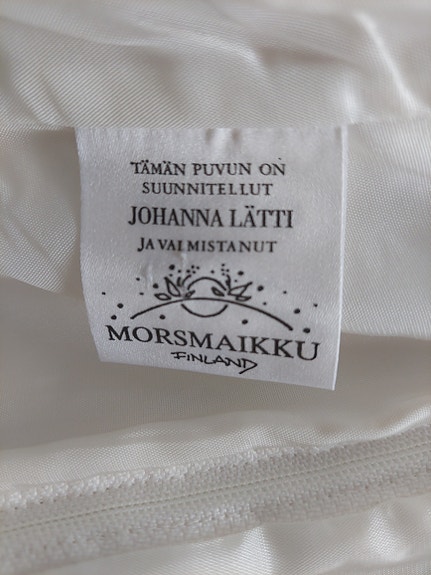 TÄMÄN PUVUN ON
SUUNNITELLUT
JOHANNA LÄTTI
JA VALMISTANUT
MORSMAIKKU
FINLAND